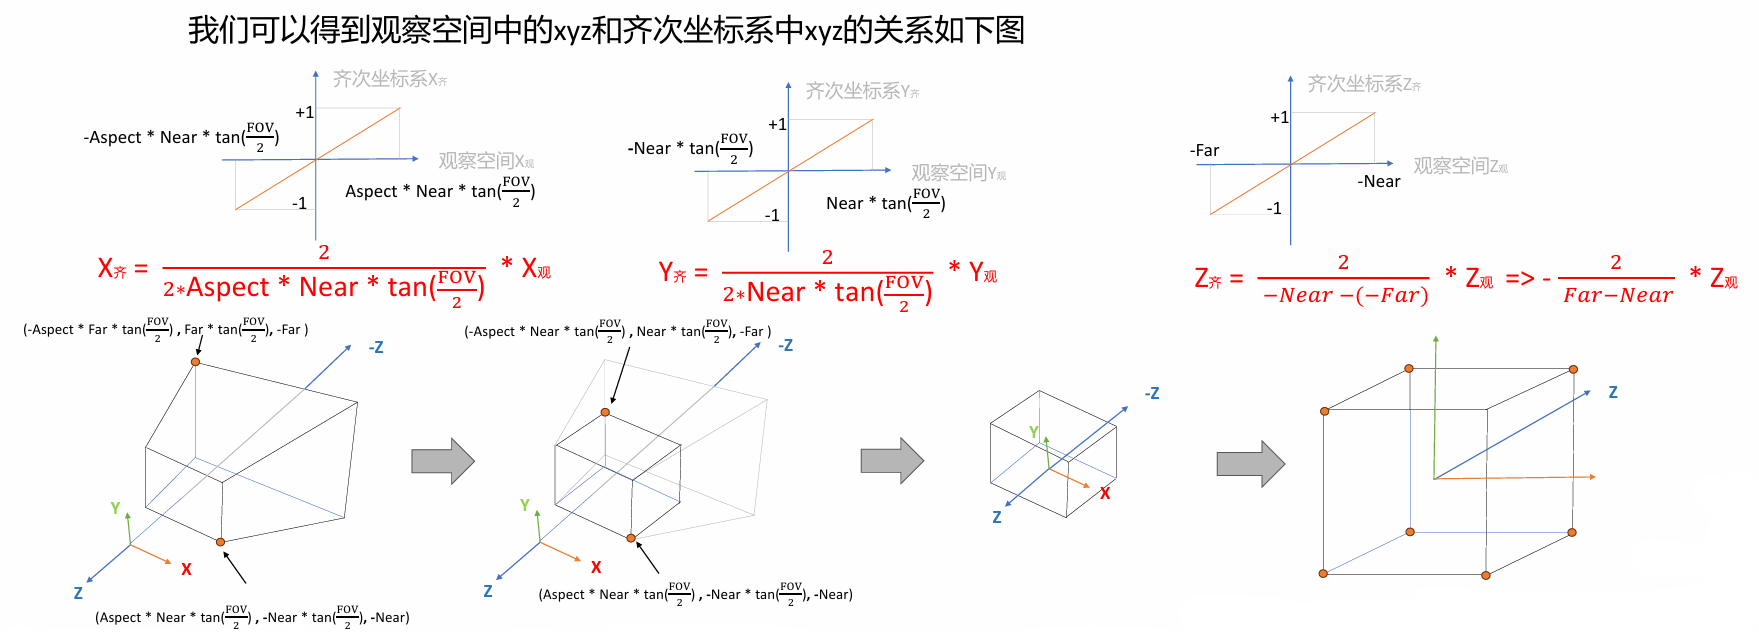 我们可以得到观察空间中的xyz和齐次坐标系中xyz的关系如下图
齐次坐标系X齐
+1
-Aspect * Near * tan(FOV/2)
观察空间X观
Aspect * Near * tan(FOV/2)
-1
X齐 = 2 / 2*Aspect * Near * tan(FOV/2) * X观
齐次坐标系Y齐
+1
-Near * tan(FOV/2)
观察空间Y观
Near * tan(FOV/2)
-1
Y齐 = 2 / 2*Near * tan(FOV/2) * Y观
齐次坐标系Z齐
+1
-Far
观察空间Z观
-Near
-1
Z齐 = 2 / -Near -(-Far) * Z观 => - 2 / Far-Near * Z观
(-Aspect * Far * tan(FOV/2) , Far * tan(FOV/2), -Far )
-Z
Y
X
Z
(Aspect * Near * tan(FOV/2) , -Near * tan(FOV/2), -Near)
(-Aspect * Near * tan(FOV/2) , Near * tan(FOV/2), -Far )
-Z
Y
X
Z
(Aspect * Near * tan(FOV/2) , -Near * tan(FOV/2), -Near)
-Z
Y
X
Z
Z